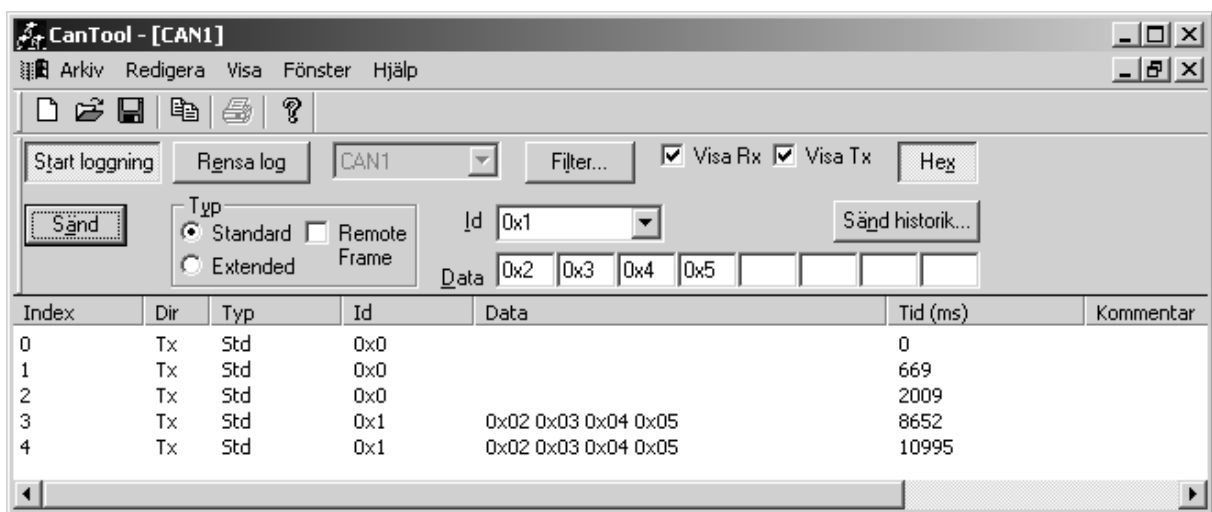 CanTool - [CAN1]
Arkiv Redigera Visa Fönster Hjälp
Start loggning Rensa log CAN1 Filter... Visa Rx Visa Tx Hex
Sänd Typ Standard Remote Frame Extended Id 0x1 Sänd historik...
Data 0x2 0x3 0x4 0x5
Index Dir Typ Id Data Tid (ms) Kommentar
0 Tx Std 0x0 0
1 Tx Std 0x0 669
2 Tx Std 0x0 2009
3 Tx Std 0x1 0x02 0x03 0x04 0x05 8652
4 Tx Std 0x1 0x02 0x03 0x04 0x05 10995